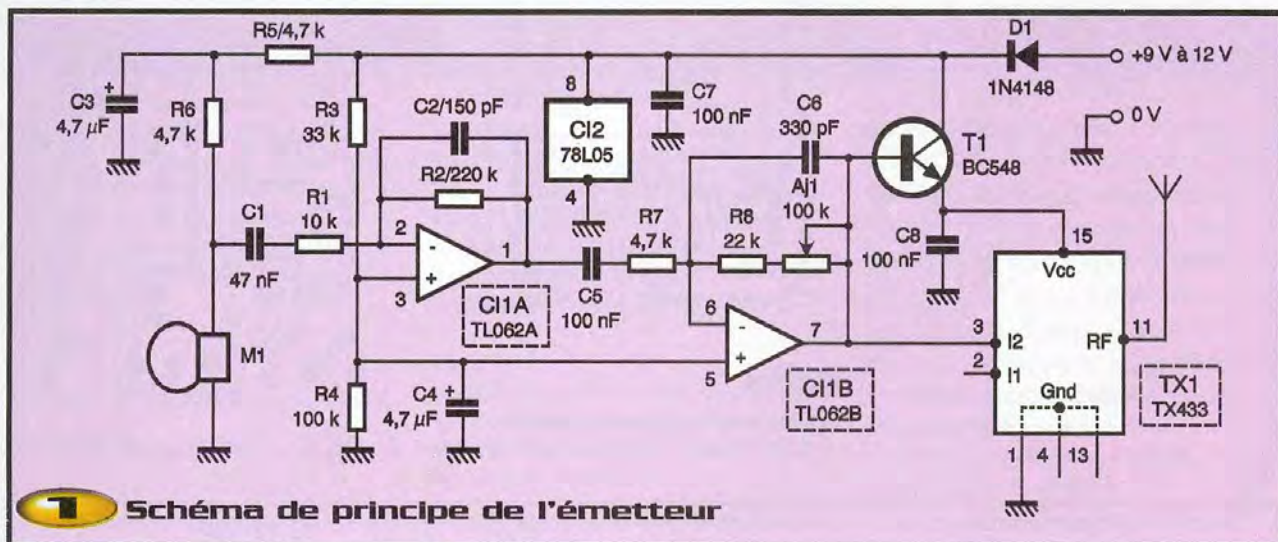 R5/4,7 k
D1
+9 V à 12 V
1N4148
0 V
C3
4,7 µF
+
R6
4,7 k
R3
33 k
C2/150 pF
R2/220 k
8
CI2
78L05
4
C7
100 nF
C6
330 pF
T1
BC548
Aj1
100 k
C1
47 nF
R1
10 k
2
-
+
3
1
CI1A
TL062A
C5
100 nF
R7
4,7 k
R8
22 k
C8
100 nF
15
Vcc
M1
6
-
+
5
7
CI1B
TL062B
3
I2
2
I1
RF
11
Gnd
TX1
TX433
R4
100 k
C4
4,7 µF
+
1
4
13
1 Schéma de principe de l'émetteur